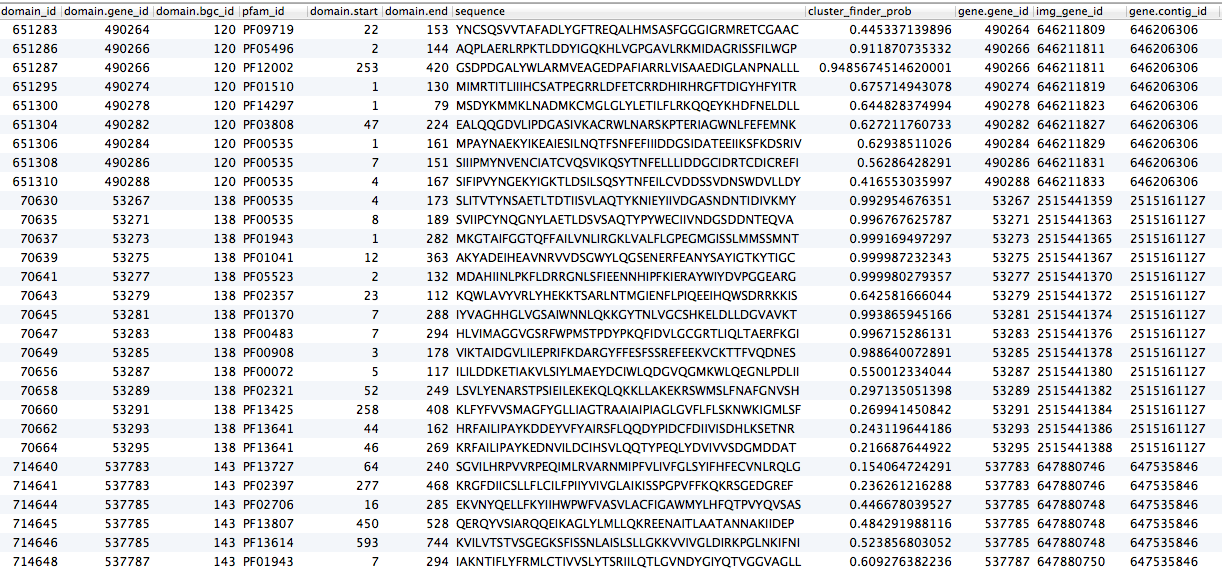 domain_id domain.gene_id domain.bgc_id pfam_id domain.start domain.end sequence cluster_finder_prob gene.gene_id img_gene_id gene.contig_id
651283 490264 120 PF09719 22 153 YNCSQSVVTAFADLYGFTREQALHMSASFGGGIGRMRETCGAAC 0.445337139896 490264 646211809 646206306
651286 490266 120 PF05496 2 144 AQPLAERLRPKTLDDYIGQKHLVGPGAVLRKMIDAGRISSFILWGP 0.911870735332 490266 646211811 646206306
651287 490266 120 PF12002 253 420 GSDPDGALYWLARMVEAGEDPAFIARRLVISAAEDIGLANPNALLL 0.9485674514620001 490266 646211811 646206306
651295 490274 120 PF01510 1 130 MIMRTITLIIIHCSATPEGRRLDFETCRRDHIRHRGFTDIGYHFYITR 0.675714943078 490274 646211819 646206306
651300 490278 120 PF14297 1 79 MSDYKMMKLNADMKCMGLGLYLETILFLRKQQEYKHDFNELDLL 0.644828374994 490278 646211823 646206306
651304 490282 120 PF03808 47 224 EALQQGDVLIPDGASIVKACRWLNARSKPTERIAGWNLFEFEMNK 0.627211760733 490282 646211827 646206306
651306 490284 120 PF00535 1 161 MPAYNAEKYIKEAIESILNQTFSNFEFIIIDDGSIDATEEIIKSFKDSRIV 0.62938511026 490284 646211829 646206306
651308 490286 120 PF00535 7 151 SIIIPMYNVENCIATCVQSVIKQSYTNFELLLIDDGCIDRTCDICREFI 0.56286428291 490286 646211831 646206306
651310 490288 120 PF00535 4 167 SIFIPVYNGEKYIGKTLDSILSQSYTNFEILCVDDSSVDNSWDVLLDY 0.416553035997 490288 646211833 646206306
70630 53267 138 PF00535 4 173 SLITVTYNSAETLTDTIISVLAQTYKNIEYIIVDGASNDNTIDIVKMY 0.992954676351 53267 2515441359 2515161127
70635 53271 138 PF00535 8 189 SVIIPCYNQGNYLAETLDSVSAQTYPYWECIIVNDGSDDNTEQVA 0.996767625787 53271 2515441363 2515161127
70637 53273 138 PF01943 1 282 MKGTAIFGGTQFFAILVNLIRGKLVALFLGPEGMGISSLMMSSMNT 0.999169497297 53273 2515441365 2515161127
70639 53275 138 PF01041 12 363 AKYADEIHEAVNRVVDSGWYLQGSENERFEANYSAYIGTKYTIGC 0.999987232343 53275 2515441367 2515161127
70641 53277 138 PF05523 2 132 MDAHIINLPKFLDRRGNLSFIEENNHIPFKIERAYWIYDVPGGEARG 0.999980279357 53277 2515441370 2515161127
70643 53279 138 PF02357 23 112 KQWLAVYVRLYHEKKTSARLNTMGIENFLPIQEEIHQWSDRRKKIS 0.642581666044 53279 2515441372 2515161127
70645 53281 138 PF01370 7 288 IYVAGHHGLVGSAIWNNLQKKGYTNLVGCSHKELDLLDGVAVKT 0.993865945166 53281 2515441374 2515161127
70647 53283 138 PF00483 7 294 HLVIMAGGVGSRFWPMSTPDYPKQFIDVLGCGRTLIQLTAERFKGI 0.996715286131 53283 2515441376 2515161127
70649 53285 138 PF00908 3 178 VIKTAIDGVLILEPRIFKDARGYFFESFSSREFEEKVCKTTFVQDNES 0.988640072891 53285 2515441378 2515161127
70656 53287 138 PF00072 5 117 ILILDDKETIAKVLSIYLMAEYDCIWLQDGVQGMKWLQEGNLPDLII 0.550012334044 53287 2515441380 2515161127
70658 53289 138 PF02321 52 249 LSVLYENARSTPSIEILEKEKQLQKKLLAKEKRSWMSLFNAFGNVSH 0.297135051398 53289 2515441382 2515161127
70660 53291 138 PF13425 258 408 KLFYFVVSMAGFYGLLIAGTRAAIAIPIAGLGVFLFLSKNWKIGMLSF 0.269941450842 53291 2515441384 2515161127
70662 53293 138 PF13641 44 162 HRFAILIPAYKDDEYVFYAIRSFLQQDYPIDCFDIIVISDHLKSETNR 0.243119644186 53293 2515441386 2515161127
70664 53295 138 PF13641 46 269 KRFAILIPAYKEDNVILDCIHSVLQQTYPEQLYDVIVVSDGMDDAT 0.216687644922 53295 2515441388 2515161127
714640 537783 143 PF13727 64 240 SGVILHRPVVRPEQIMLRVARNMIPFVLIVFGLSYIFHFECVNLRQLG 0.154064724291 537783 647880746 647535846
714641 537783 143 PF02397 277 468 KRGFDIICSLLFLCILFPIIYVIVGLAIKISSPGPVFFKQKRSGEDGREF 0.236261216288 537783 647880746 647535846
714644 537785 143 PF02706 16 285 EKVNYQELLFKYIIHWPWFVASVLACFIGAWMYLHFQTPVYQVSAS 0.446678039527 537785 647880748 647535846
714645 537785 143 PF13807 450 528 QERQYVSIARQQEIKAGLYLMLLQKREENAITLAATANNAKIIDEP 0.484291988116 537785 647880748 647535846
714646 537785 143 PF13614 593 744 KVILVTSTVSGEGKSFISSNLAISLSLLGKKVVIVGLDIRKPGLNKIFNI 0.523856803052 537785 647880748 647535846
714648 537787 143 PF01943 7 294 IAKNTIFLYFRMLCTIVVSLYTSRIILQTLGVNDYGIYQTVGGVAGLL 0.609276382236 537787 647880750 647535846